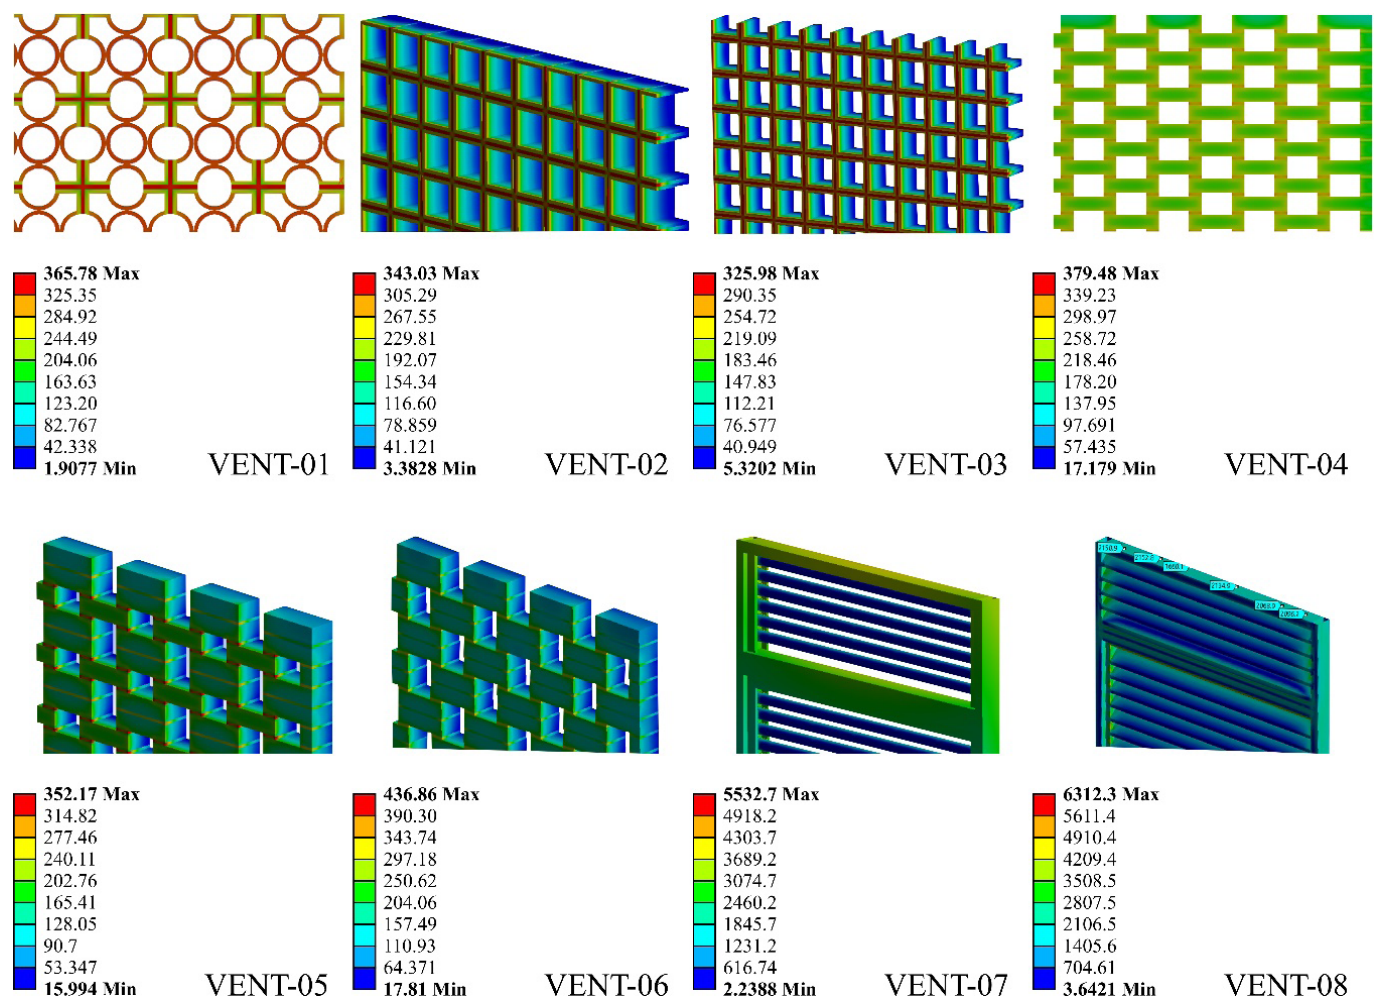 365.78 Max
325.35
284.92
244.49
204.06
163.63
123.20
82.767
42.338
1.9077 Min
VENT-01
343.03 Max
305.29
267.55
229.81
192.07
154.34
116.60
78.859
41.121
3.3828 Min
VENT-02
325.98 Max
290.35
254.72
219.09
183.46
147.83
112.21
76.577
40.949
5.3202 Min
VENT-03
379.48 Max
339.23
298.97
258.72
218.46
178.20
137.95
97.691
57.435
17.179 Min
VENT-04
352.17 Max
314.82
277.46
240.11
202.76
165.41
128.05
90.7
53.347
15.994 Min
VENT-05
436.86 Max
390.30
343.74
297.18
250.62
204.06
157.49
110.93
64.371
17.81 Min
VENT-06
5532.7 Max
4918.2
4303.7
3689.2
3074.7
2460.2
1845.7
1231.2
616.74
2.2388 Min
VENT-07
6312.3 Max
5611.4
4910.4
4209.4
3508.5
2807.5
2106.5
1405.6
704.61
3.6421 Min
VENT-08